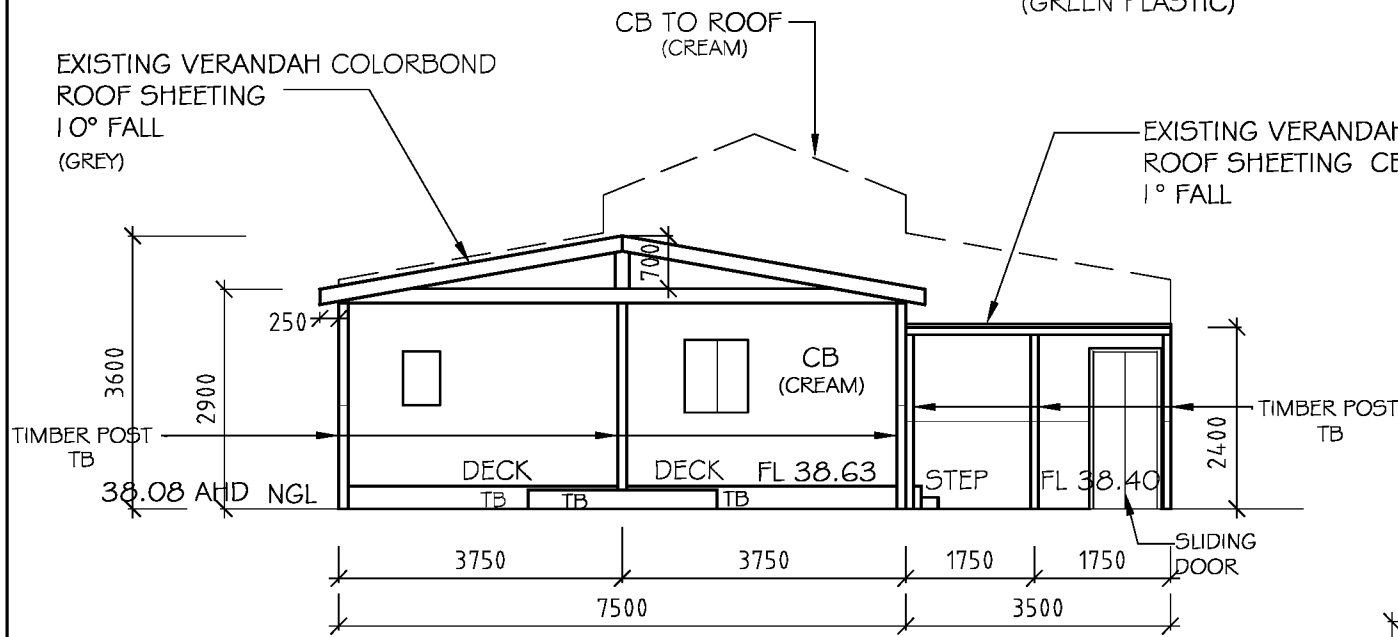 (GREEN PLASTIC)
CB TO ROOF
(CREAM)
EXISTING VERANDAH COLORBOND
ROOF SHEETING
10° FALL
(GREY)
EXISTING VERANDAH
ROOF SHEETING CB
1° FALL
700
250
3600
2900
CB
(CREAM)
2400
TIMBER POST
TB
TIMBER POST
TB
DECK
DECK
FL 38.63
STEP
FL 38.40
38.08 AHD NGL
TB
TB
TB
SLIDING
DOOR
3750
3750
1750
1750
7500
3500